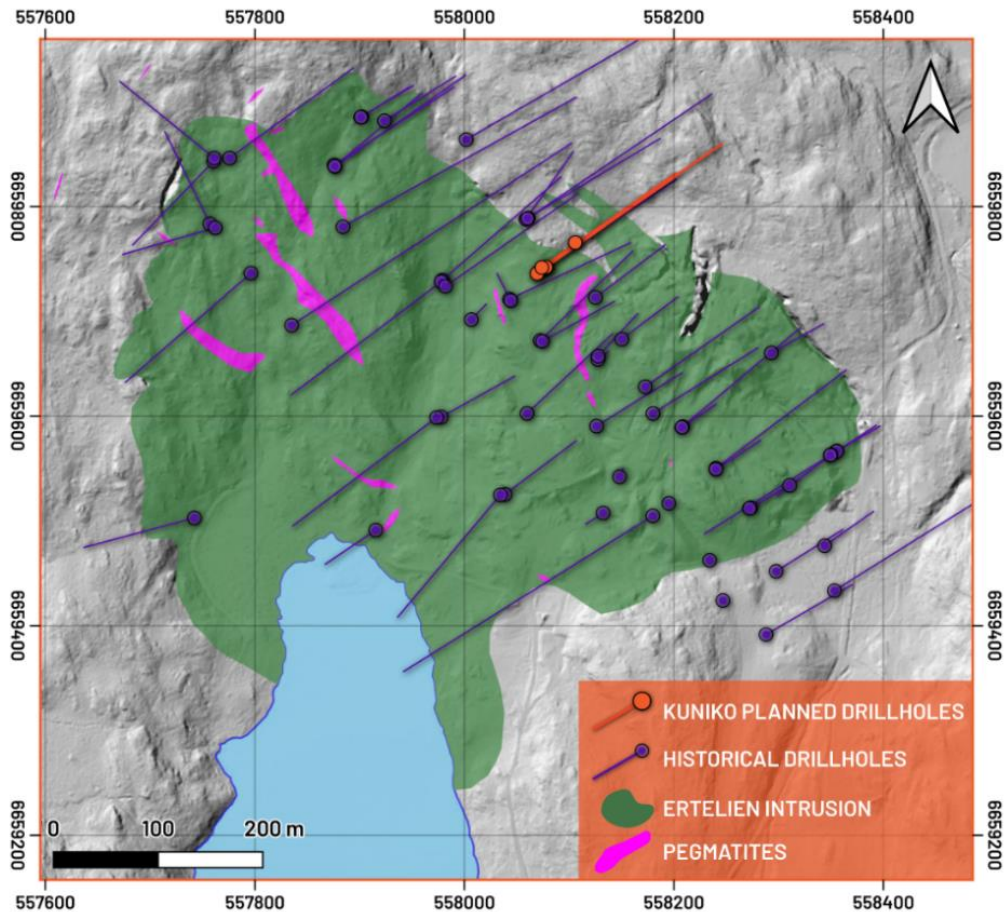 557600 557800 558000 558200 558400
6659800 6659800
6659600 6659600
6659400 6659400
6659200 6659200
KUNIKO PLANNED DRILLHOLES
HISTORICAL DRILLHOLES
ERTELIEN INTRUSION
PEGMATITES
0 100 200 m
557600 557800 558000 558200 558400